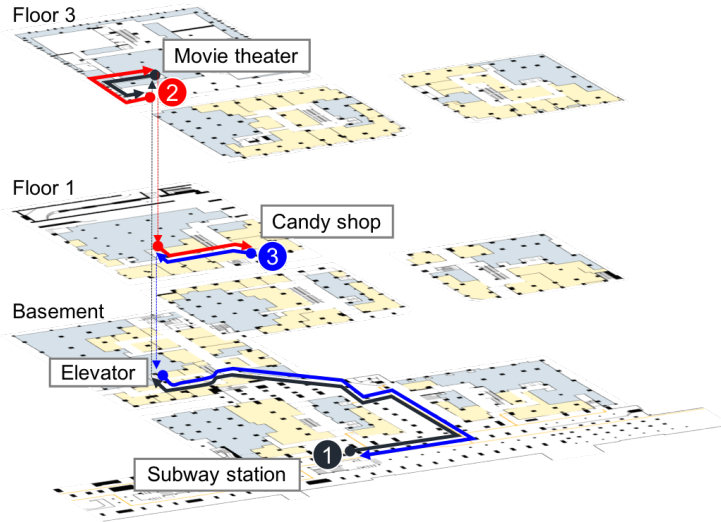 Floor 3
Movie theater
2
Floor 1
Candy shop
3
Basement
Elevator
1
Subway station